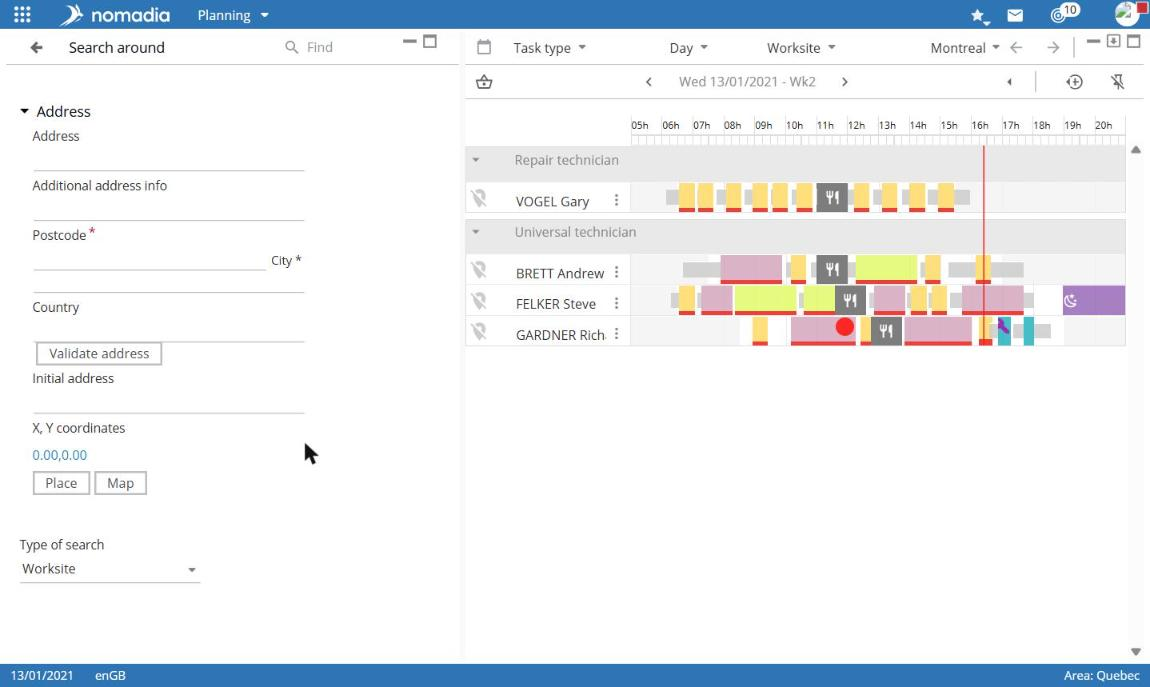 nomadia
Planning
10
Search around
Find
Address
Address
Additional address info
Postcode *
City *
Country
Validate address
Initial address
X, Y coordinates
0.00,0.00
Place
Map
Type of search
Worksite
Task type
Day
Worksite
Montreal
Wed 13/01/2021 - Wk2
05h 06h 07h 08h 09h 10h 11h 12h 13h 14h 15h 16h 17h 18h 19h 20h
Repair technician
VOGEL Gary
Universal technician
BRETT Andrew
FELKER Steve
GARDNER Rich
13/01/2021
enGB
Area: Quebec